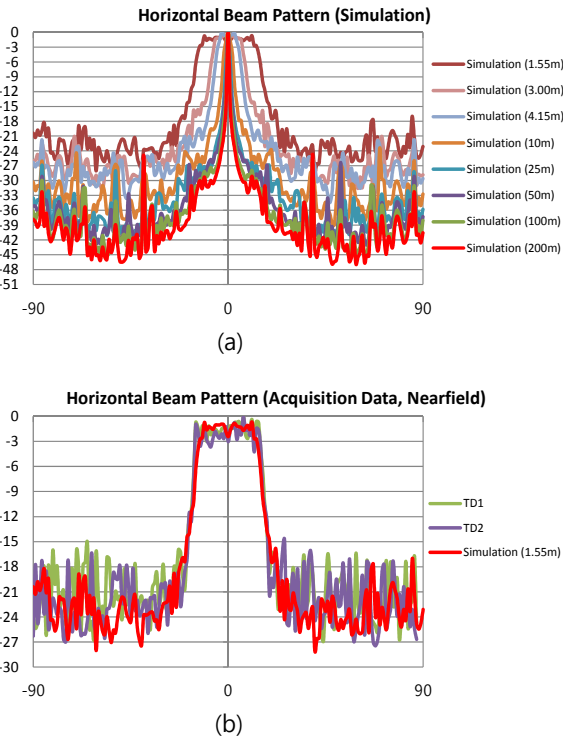 Horizontal Beam Pattern (Simulation)
0
-3
-6
-9
-12
-15
-18
-21
-24
-27
-30
-33
-36
-39
-42
-45
-48
-51
-90
0
90
Simulation (1.55m)
Simulation (3.00m)
Simulation (4.15m)
Simulation (10m)
Simulation (25m)
Simulation (50m)
Simulation (100m)
Simulation (200m)
(a)
Horizontal Beam Pattern (Acquisition Data, Nearfield)
0
-3
-6
-9
-12
-15
-18
-21
-24
-27
-30
-90
0
90
TD1
TD2
Simulation (1.55m)
(b)